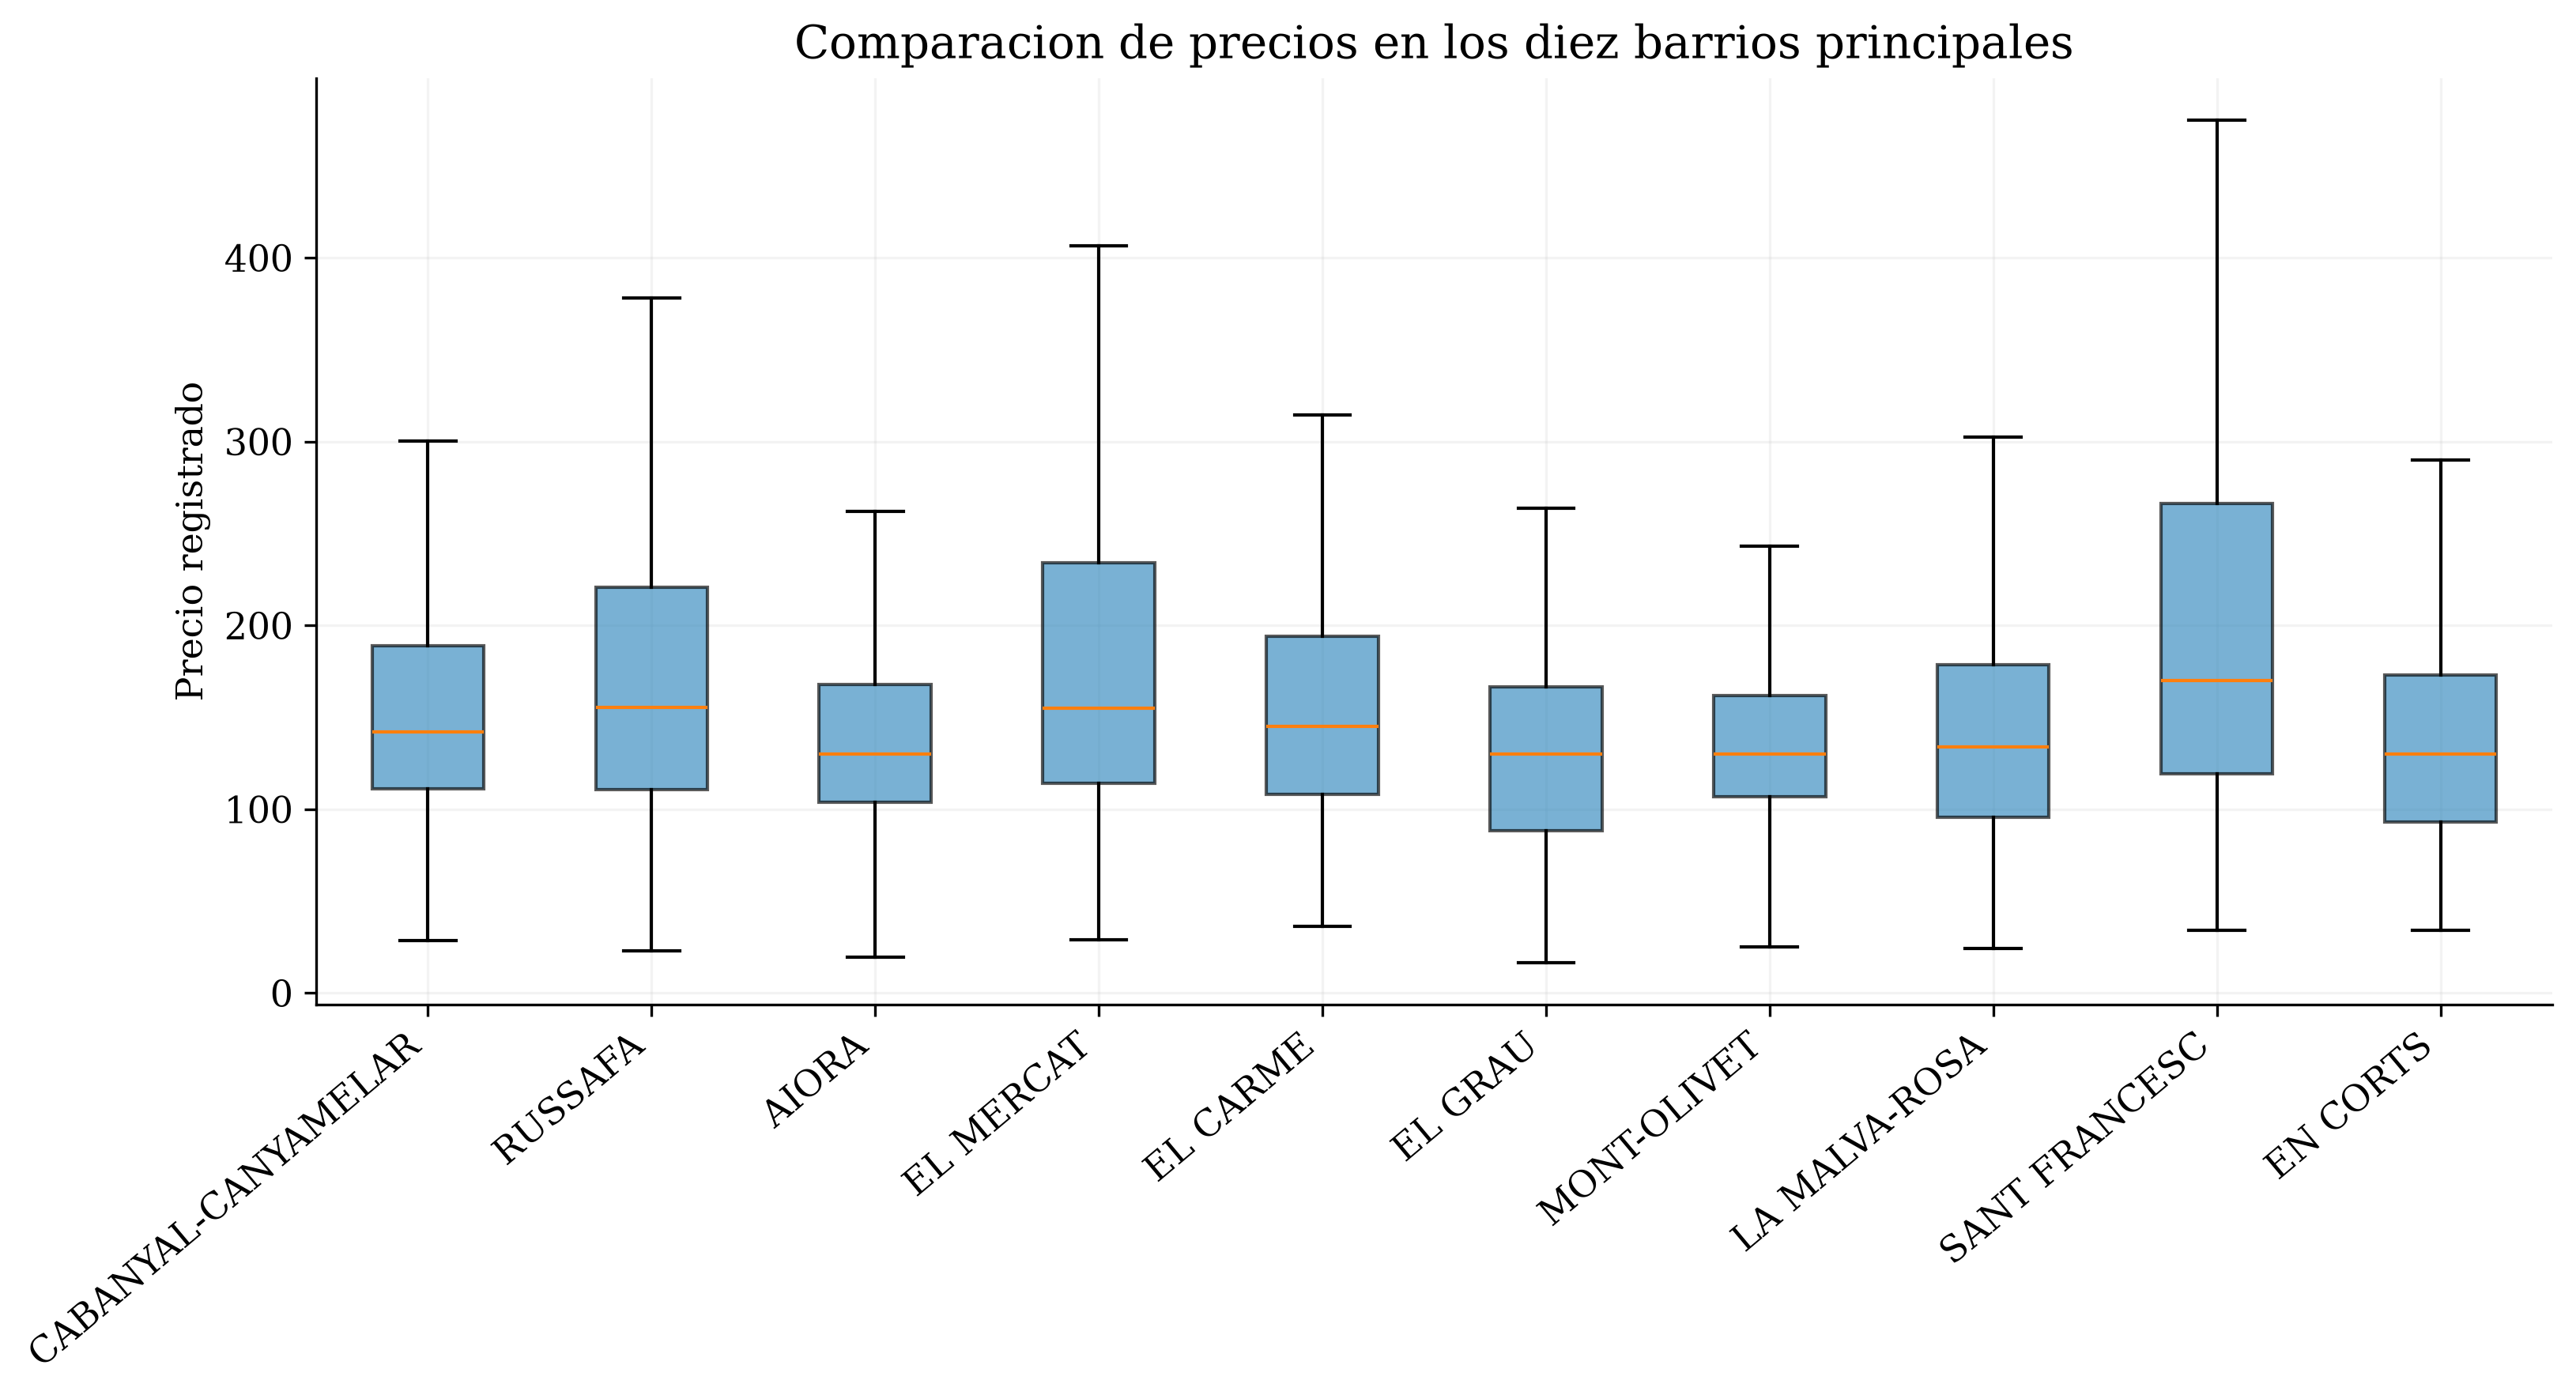 Comparacion de precios en los diez barrios principales
Precio registrado
400
300
200
100
0
CABANYAL-CANYAMELAR
RUSSAFA
AIORA
EL MERCAT
EL CARME
EL GRAU
MONT-OLIVET
LA MALVA-ROSA
SANT FRANCESC
EN CORTS